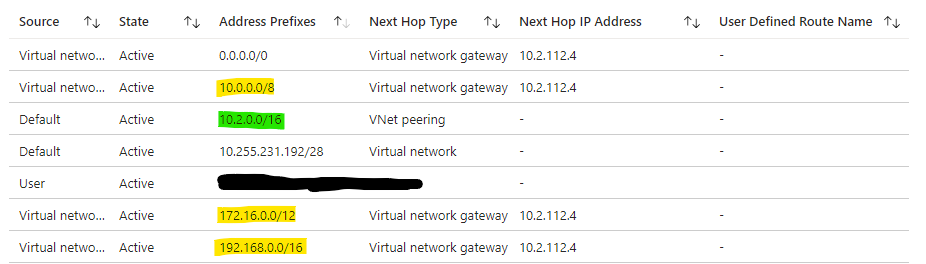 Source State Address Prefixes Next Hop Type Next Hop IP Address User Defined Route Name
Virtual netwo... Active 0.0.0.0/0 Virtual network gateway 10.2.112.4 -
Virtual netwo... Active 10.0.0.0/8 Virtual network gateway 10.2.112.4 -
Default Active 10.2.0.0/16 VNet peering - -
Default Active 10.255.231.192/28 Virtual network - -
User Active -
Virtual netwo... Active 172.16.0.0/12 Virtual network gateway 10.2.112.4 -
Virtual netwo... Active 192.168.0.0/16 Virtual network gateway 10.2.112.4 -